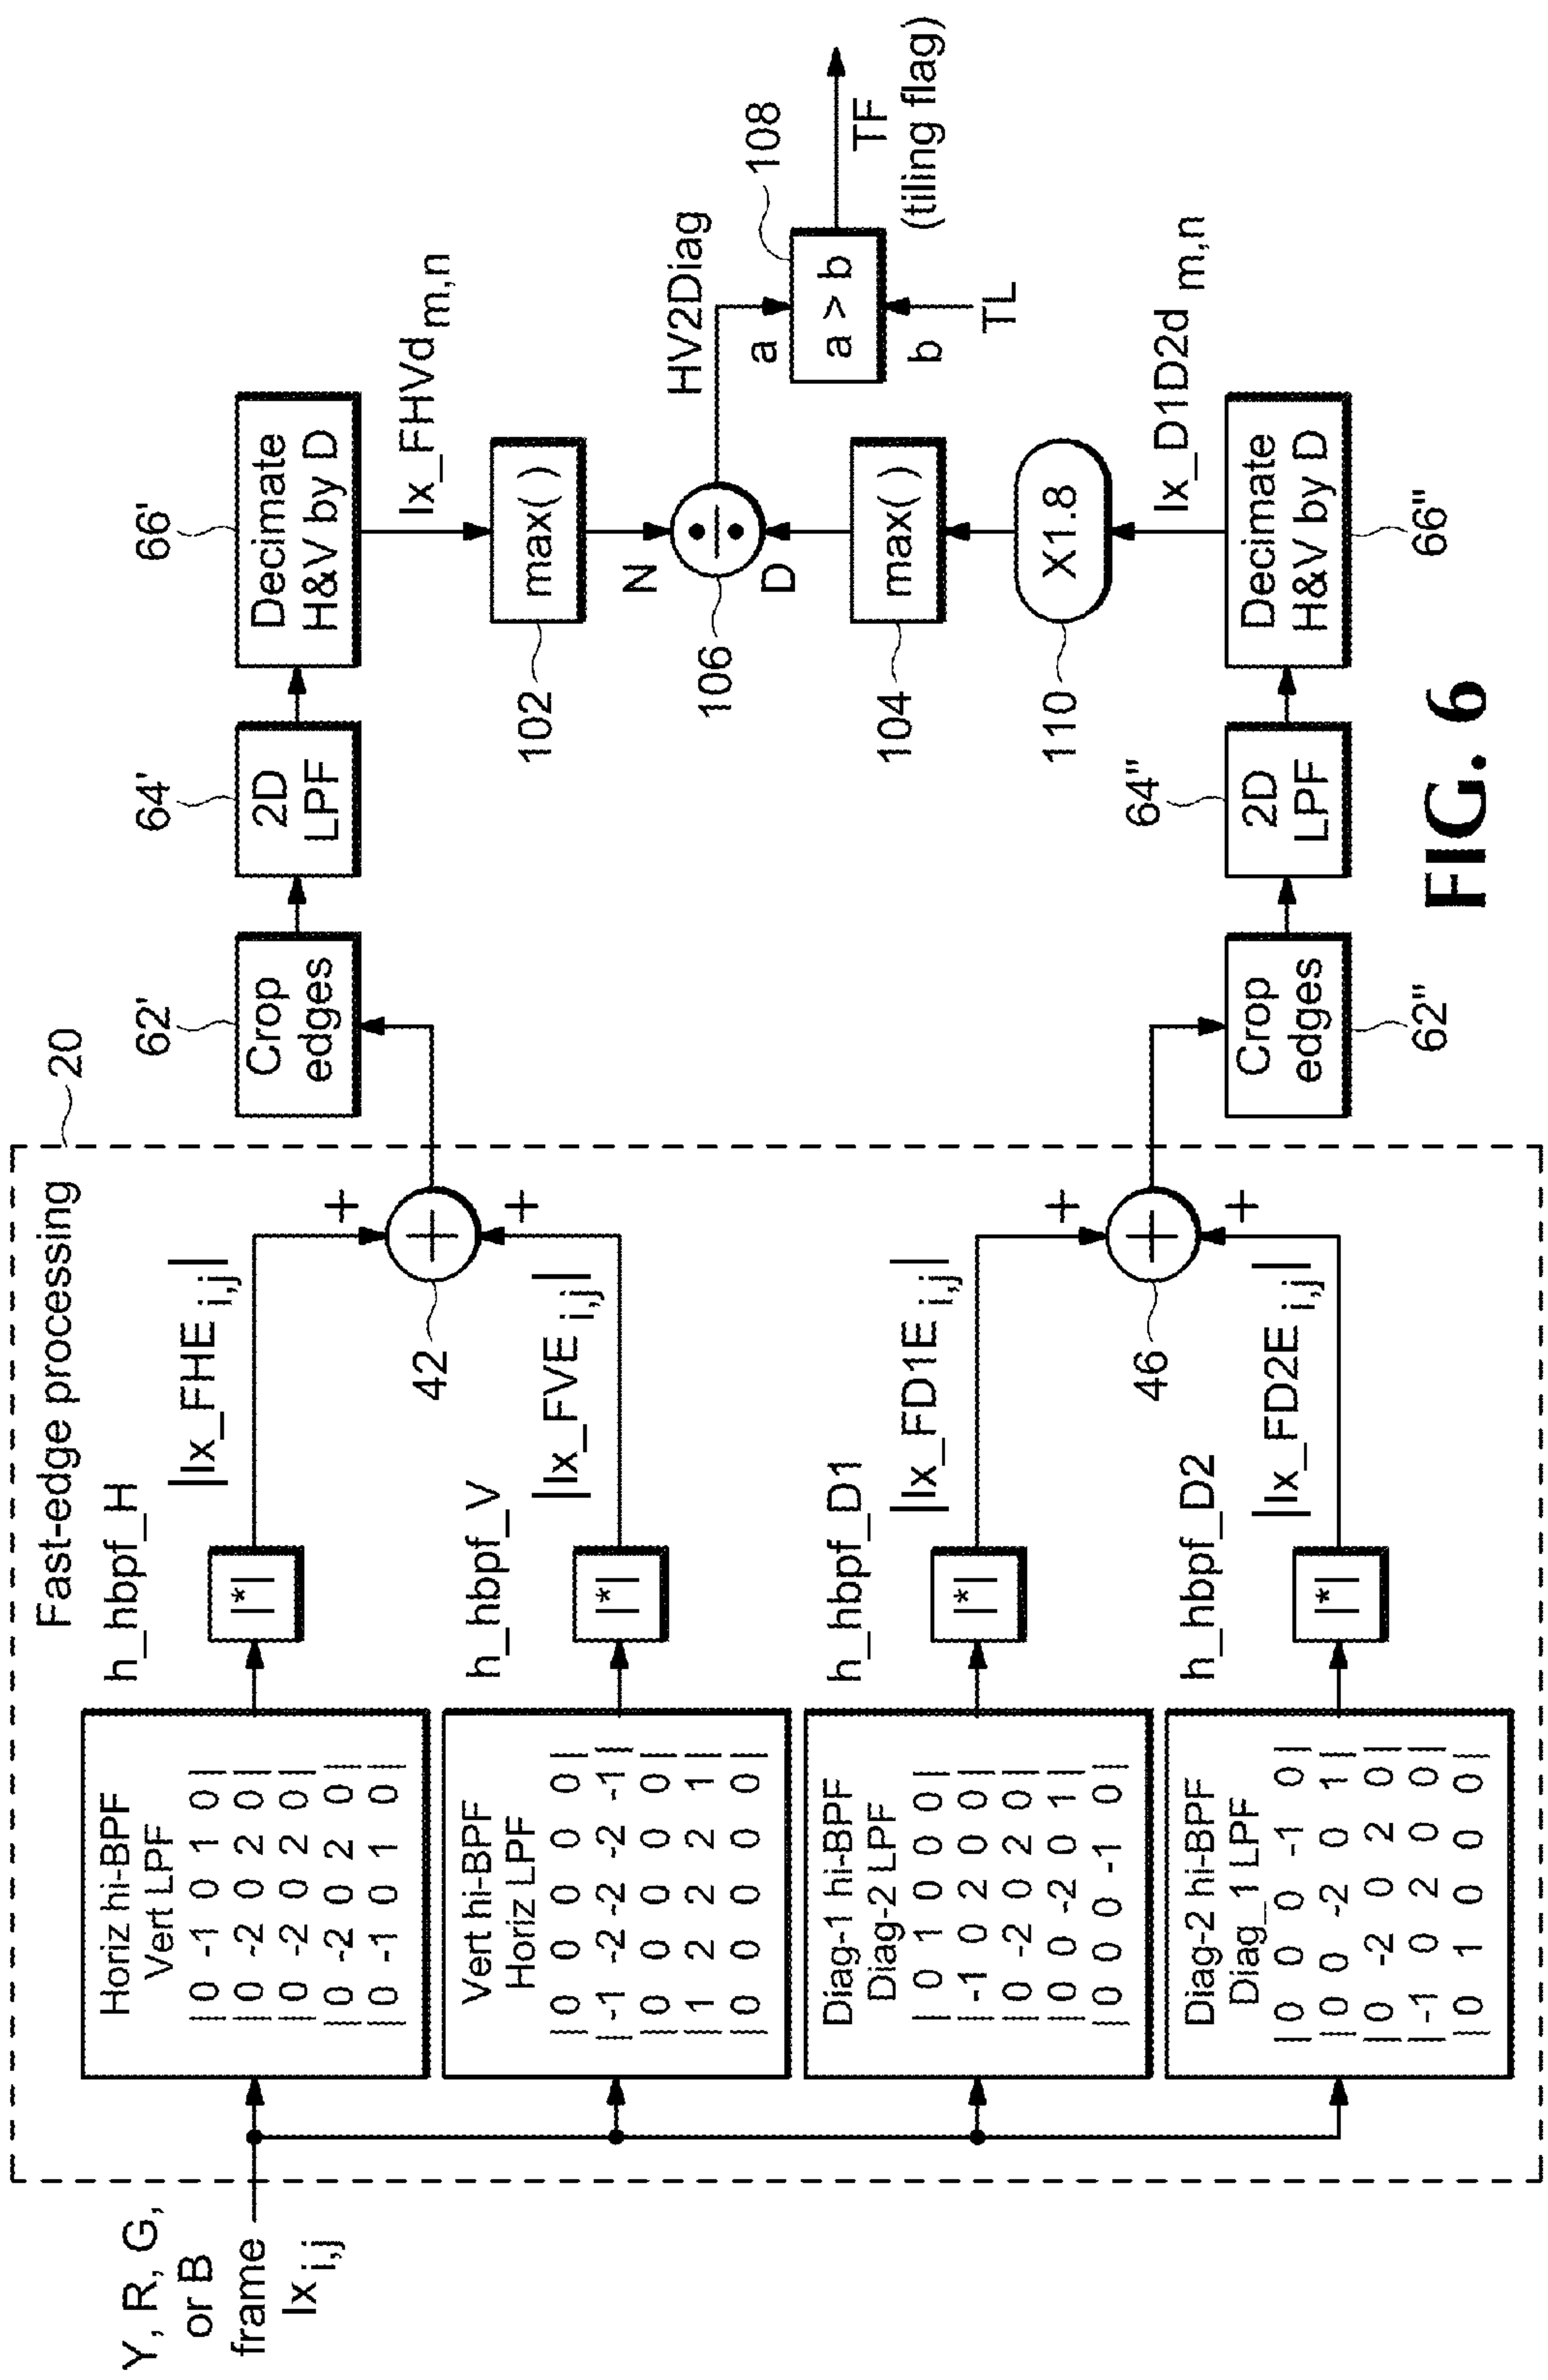 Y, R, G,
or B
frame
Ix i,j
Fast-edge processing
20
Horiz hi-BPF
Vert LPF
|0 -1 0 1 0|
|0 -2 0 2 0|
|0 -2 0 2 0|
|0 -2 0 2 0|
|0 -1 0 1 0|
h_hbpf_H
|*|
|Ix_FHE i,j|
Vert hi-BPF
Horiz LPF
|0 0 0 0 0|
|-1 -2 -2 -2 -1|
|0 0 0 0 0|
|1 2 2 2 1|
|0 0 0 0 0|
h_hbpf_V
|*|
|Ix_FVE i,j|
+
+
42
Diag-1 hi-BPF
Diag-2 LPF
|0 1 0 0 0|
|-1 0 2 0 0|
|0 -2 0 2 0|
|0 0 -2 0 1|
|0 0 0 -1 0|
h_hbpf_D1
|*|
|Ix_FD1E i,j|
Diag-2 hi-BPF
Diag_1 LPF
|0 0 0 -1 0|
|0 0 -2 0 1|
|0 -2 0 2 0|
|-1 0 2 0 0|
|0 1 0 0 0|
h_hbpf_D2
|*|
|Ix_FD2E i,j|
+
+
46
62'
Crop
edges
64'
2D
LPF
66'
Decimate
H&V by D
Ix_FHVd m,n
max( )
102
N
÷
106
D
HV2Diag
a
a > b
108
b
TL
TF
(tiling flag)
max( )
104
X1.8
110
Ix_D1D2d m,n
Crop
edges
62"
2D
LPF
64"
Decimate
H&V by D
66"
FIG. 6